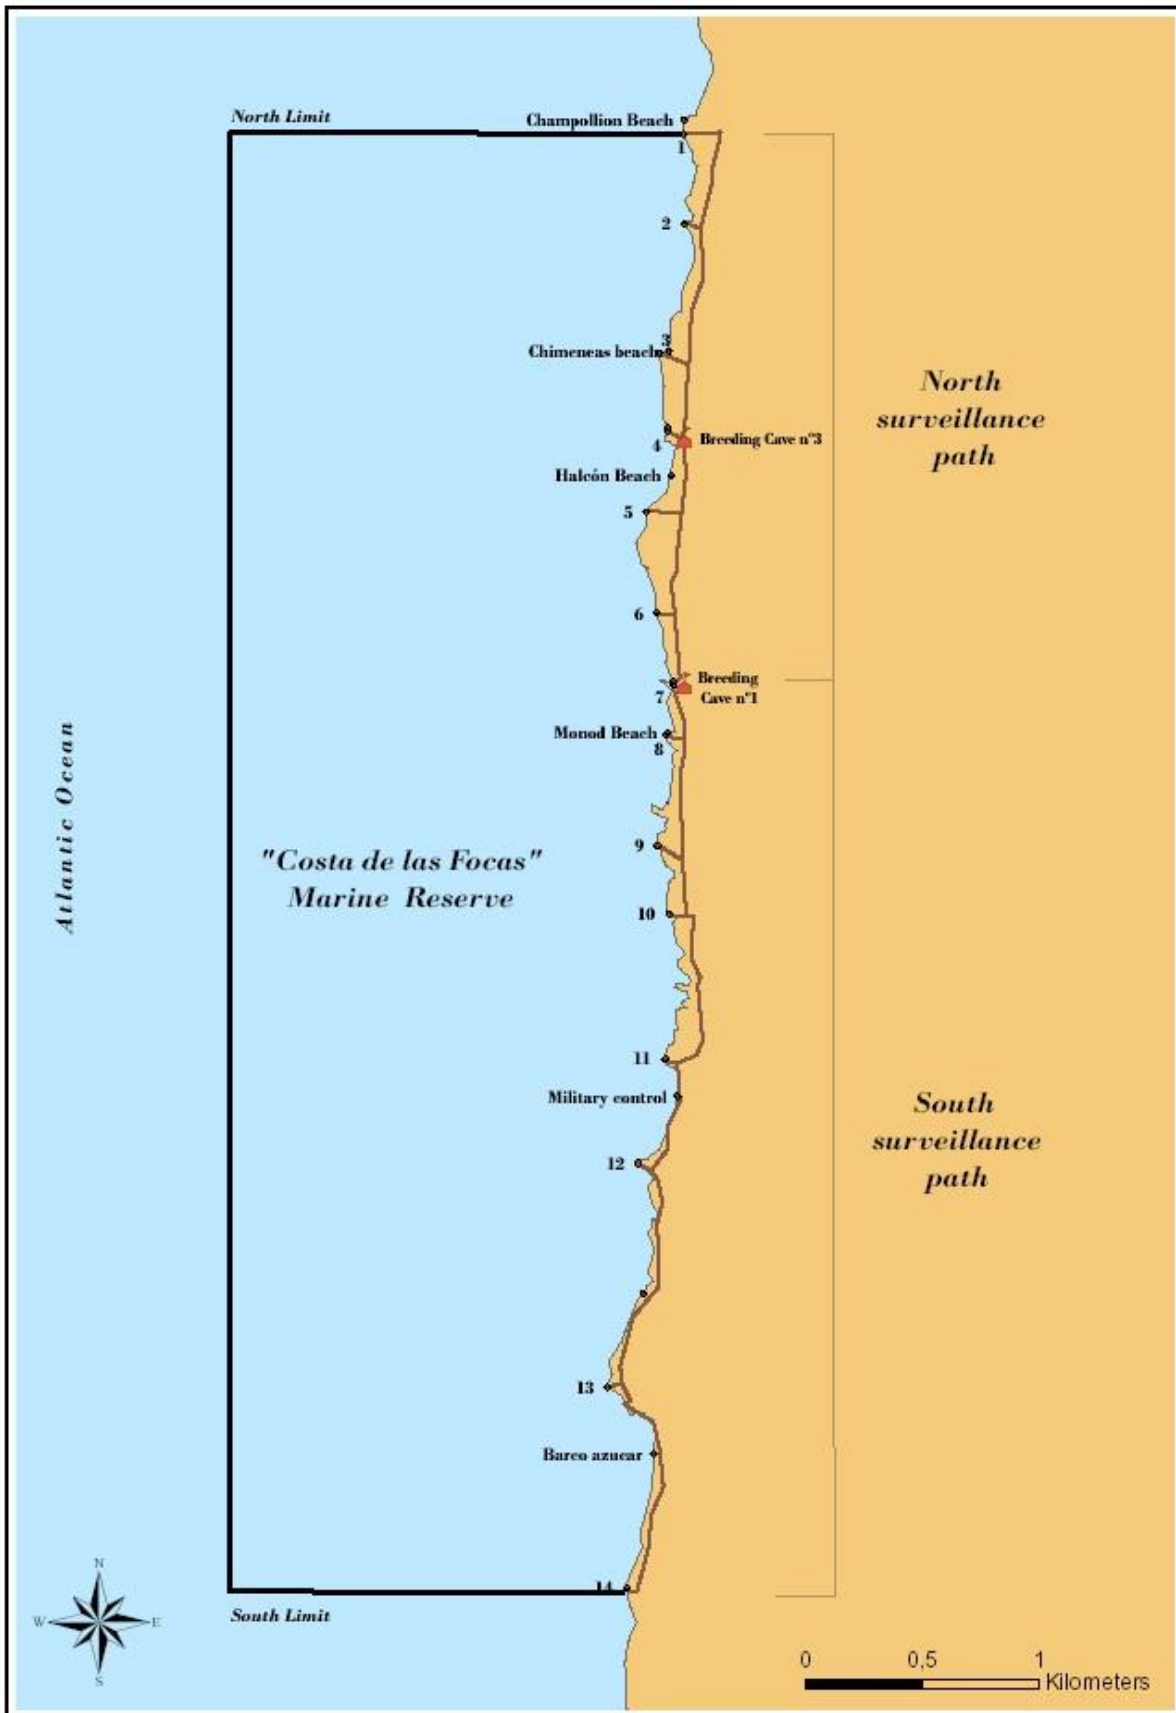 North Limit
Champollion Beach
1
2
3
Chimeneas beach
North
surveillance
path
4
Breeding Cave nº3
Halcón Beach
5
6
Breeding
Cave nº1
7
Monod Beach
8
Atlantic Ocean
"Costa de las Focas"
Marine Reserve
9
10
11
Military control
South
surveillance
path
12
13
Barco azucar
14
South Limit
N
W
E
S
0
0,5
1
Kilometers